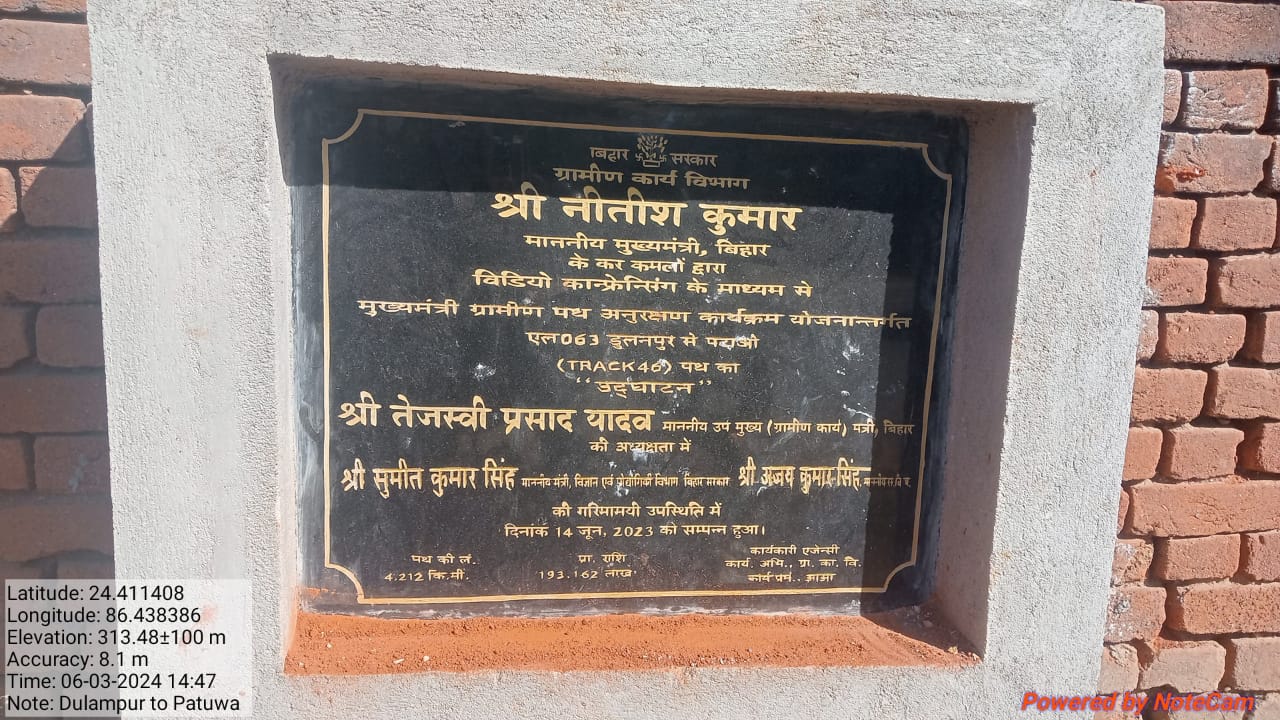 बिहार सरकार
ग्रामीण कार्य विभाग
श्री नीतीश कुमार
माननीय मुख्यमंत्री, बिहार
के कर कमलों द्वारा
विडियो कान्फ्रेन्सिंग के माध्यम से
मुख्यमंत्री ग्रामीण पथ अनुरक्षण कार्यक्रम योजनान्तर्गत
एल063 डुलनपुर से
(TRACK46) पथ का
“उद्घाटन”
श्री तेजस्वी प्रसाद यादव माननीय उप मुख्य (ग्रामीण कार्य) मंत्री, बिहार
की अध्यक्षता में
श्री सुमीत कुमार सिंह माननीय मंत्री, विज्ञान एवं प्रोद्योगिकी विभाग बिहार सरकार श्री अजय कुमार सिंह
की गरिमामयी उपस्थिति में
दिनांक 14 जून, 2023 को सम्पन्न हुआ।
पथ की लं.
4.212 कि.मी.
प्रा. राशि
193.162 लाख
कार्यकारी एजेन्सी
कार्य. अभि., ग्रा. का. वि.
कार्य प्रम., झाझा
Latitude: 24.411408
Longitude: 86.438386
Elevation: 313.48±100 m
Accuracy: 8.1 m
Time: 06-03-2024 14:47
Note: Dulampur to Patuwa
Powered by NoteCam